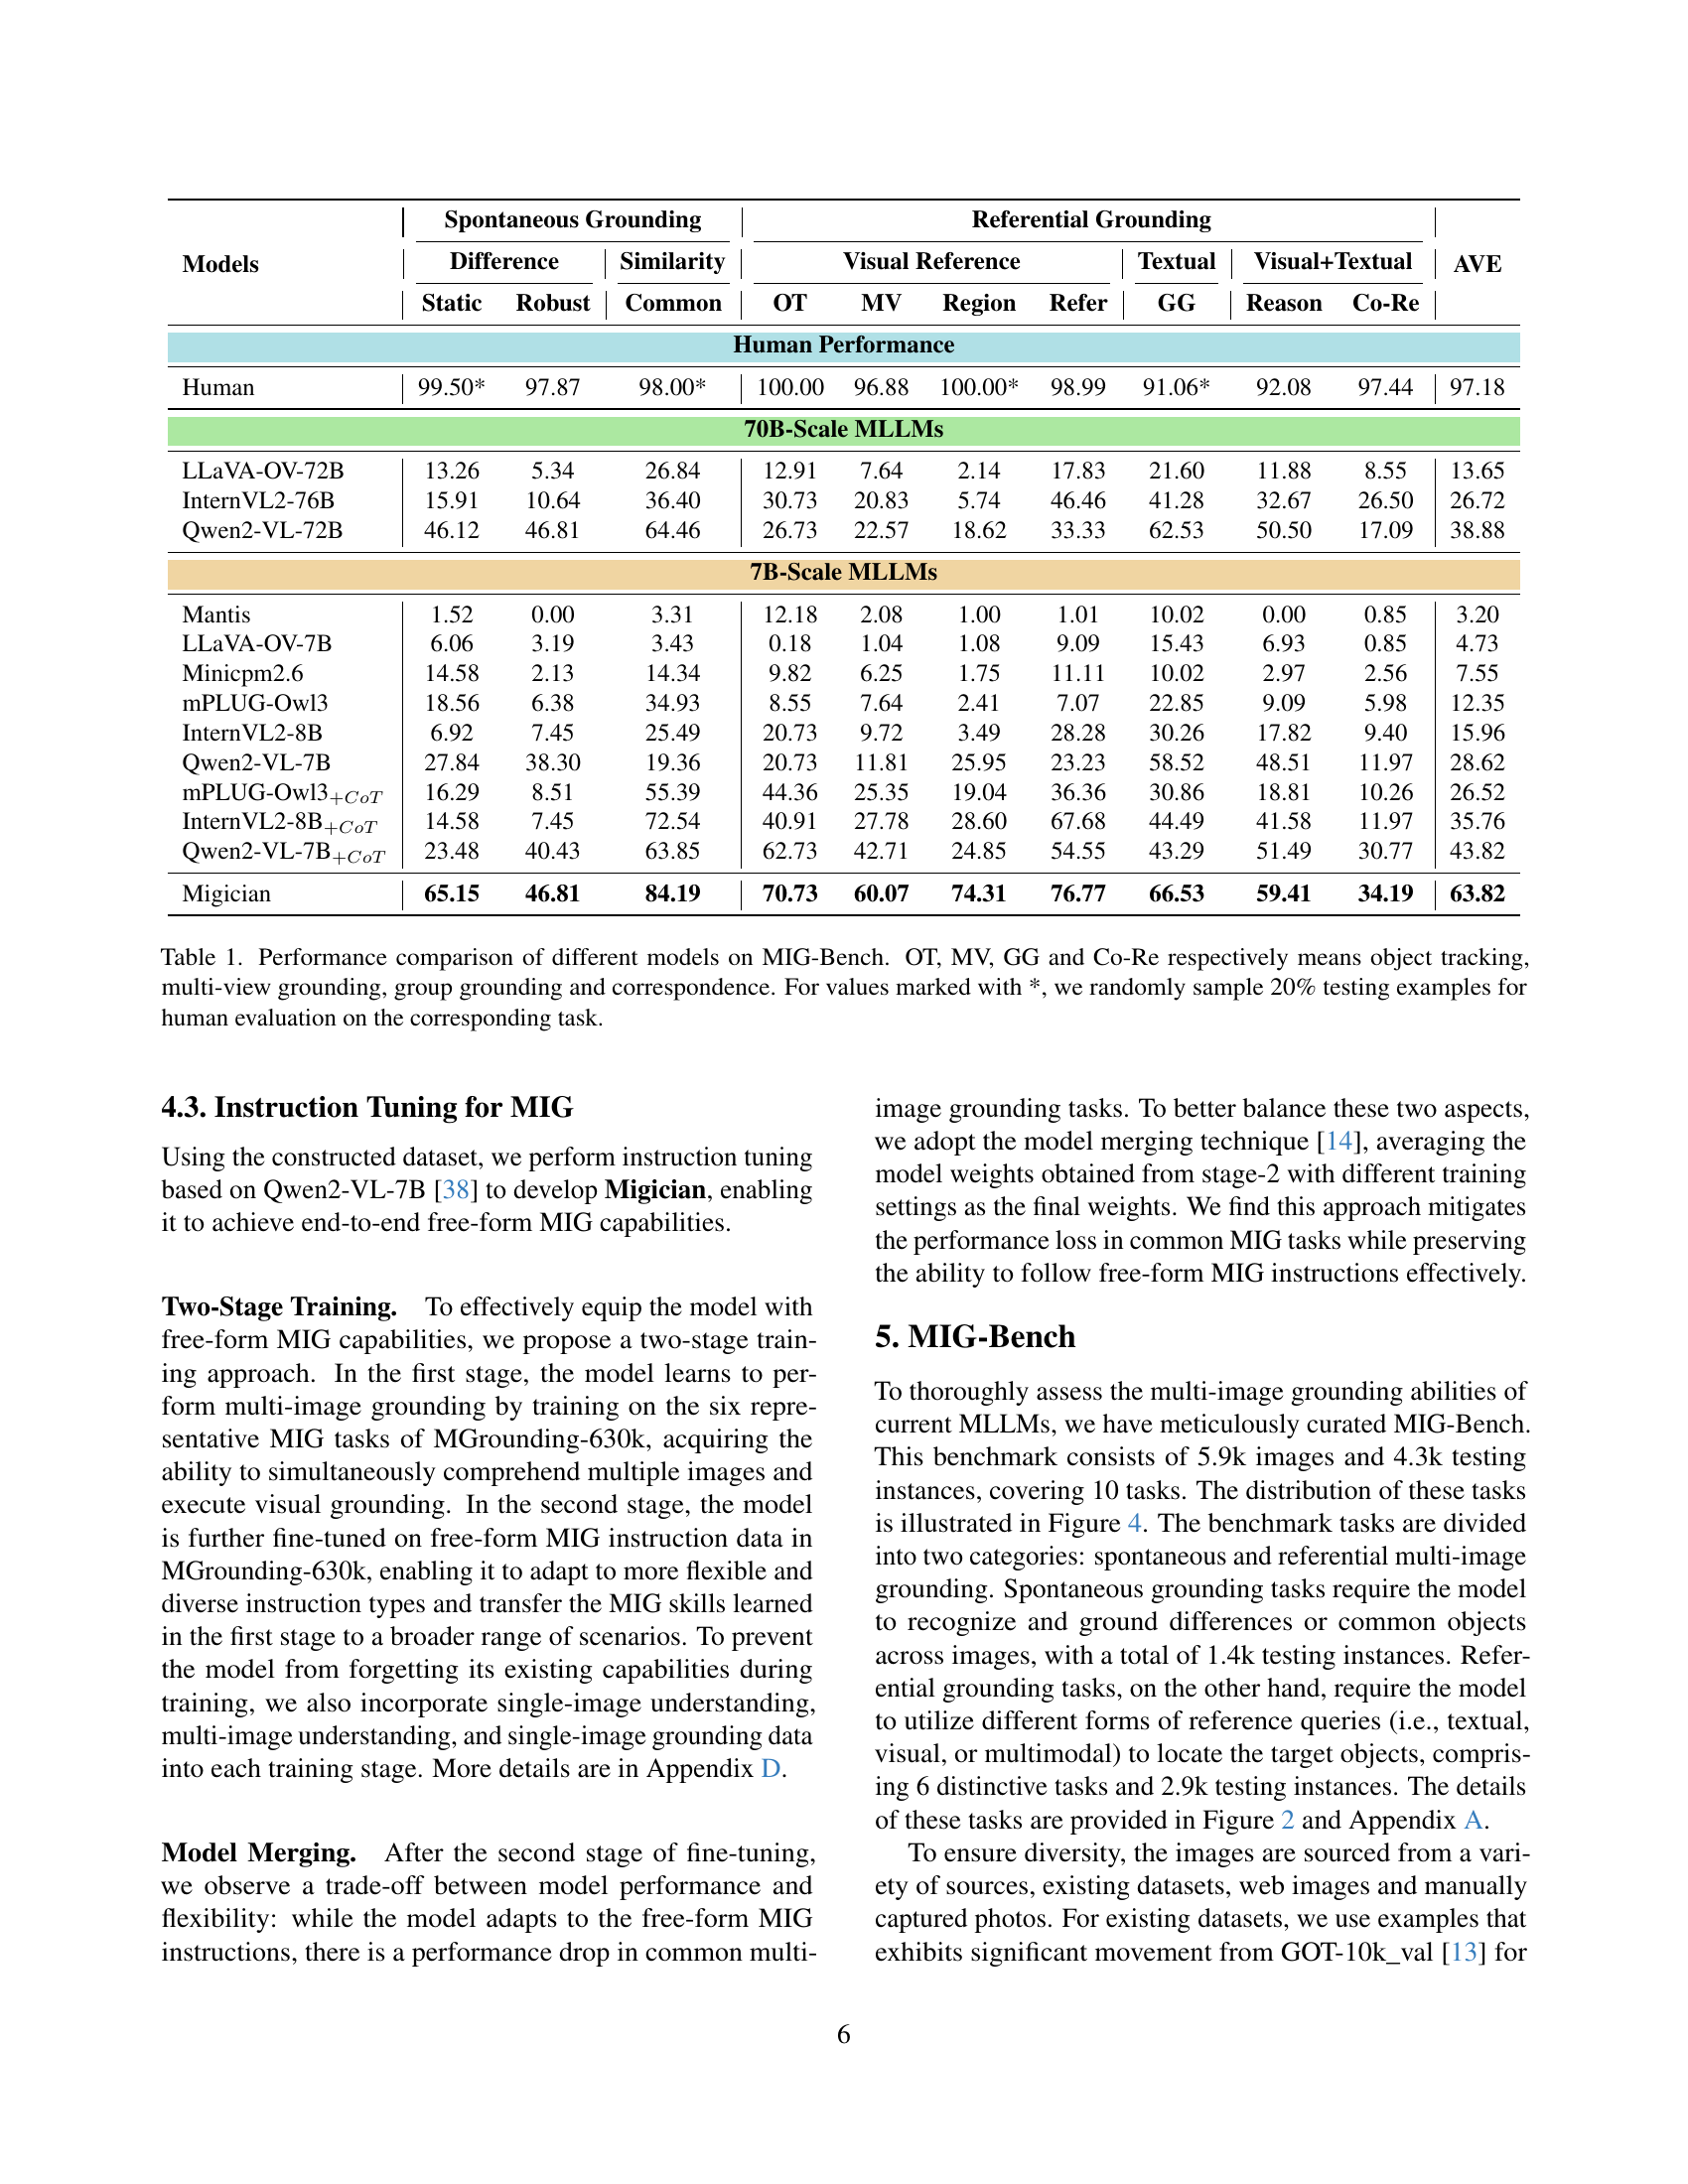 Models Spontaneous Grounding Referential Grounding AVE
Difference Similarity Visual Reference Textual Visual+Textual
Static Robust Common OT MV Region Refer GG Reason Co-Re
Human Performance
Human 99.50* 97.87 98.00* 100.00 96.88 100.00* 98.99 91.06* 92.08 97.44 97.18
70B-Scale MLLMs
LLaVA-OV-72B 13.26 5.34 26.84 12.91 7.64 2.14 17.83 21.60 11.88 8.55 13.65
InternVL2-76B 15.91 10.64 36.40 30.73 20.83 5.74 46.46 41.28 32.67 26.50 26.72
Qwen2-VL-72B 46.12 46.81 64.46 26.73 22.57 18.62 33.33 62.53 50.50 17.09 38.88
7B-Scale MLLMs
Mantis 1.52 0.00 3.31 12.18 2.08 1.00 1.01 10.02 0.00 0.85 3.20
LLaVA-OV-7B 6.06 3.19 3.43 0.18 1.04 1.08 9.09 15.43 6.93 0.85 4.73
Minicpm2.6 14.58 2.13 14.34 9.82 6.25 1.75 11.11 10.02 2.97 2.56 7.55
mPLUG-Owl3 18.56 6.38 34.93 8.55 7.64 2.41 7.07 22.85 9.09 5.98 12.35
InternVL2-8B 6.92 7.45 25.49 20.73 9.72 3.49 28.28 30.26 17.82 9.40 15.96
Qwen2-VL-7B 27.84 38.30 19.36 20.73 11.81 25.95 23.23 58.52 48.51 11.97 28.62
mPLUG-Owl3+CoT 16.29 8.51 55.39 44.36 25.35 19.04 36.36 30.86 18.81 10.26 26.52
InternVL2-8B+CoT 14.58 7.45 72.54 40.91 27.78 28.60 67.68 44.49 41.58 11.97 35.76
Qwen2-VL-7B+CoT 23.48 40.43 63.85 62.73 42.71 24.85 54.55 43.29 51.49 30.77 43.82
Migician 65.15 46.81 84.19 70.73 60.07 74.31 76.77 66.53 59.41 34.19 63.82
Table 1. Performance comparison of different models on MIG-Bench. OT, MV, GG and Co-Re respectively means object tracking,
multi-view grounding, group grounding and correspondence. For values marked with *, we randomly sample 20% testing examples for
human evaluation on the corresponding task.
4.3. Instruction Tuning for MIG
Using the constructed dataset, we perform instruction tuning
based on Qwen2-VL-7B [38] to develop Migician, enabling
it to achieve end-to-end free-form MIG capabilities.
Two-Stage Training. To effectively equip the model with
free-form MIG capabilities, we propose a two-stage train-
ing approach. In the first stage, the model learns to per-
form multi-image grounding by training on the six repre-
sentative MIG tasks of MGrounding-630k, acquiring the
ability to simultaneously comprehend multiple images and
execute visual grounding. In the second stage, the model
is further fine-tuned on free-form MIG instruction data in
MGrounding-630k, enabling it to adapt to more flexible and
diverse instruction types and transfer the MIG skills learned
in the first stage to a broader range of scenarios. To prevent
the model from forgetting its existing capabilities during
training, we also incorporate single-image understanding,
multi-image understanding, and single-image grounding data
into each training stage. More details are in Appendix D.
Model Merging. After the second stage of fine-tuning,
we observe a trade-off between model performance and
flexibility: while the model adapts to the free-form MIG
instructions, there is a performance drop in common multi-
image grounding tasks. To better balance these two aspects,
we adopt the model merging technique [14], averaging the
model weights obtained from stage-2 with different training
settings as the final weights. We find this approach mitigates
the performance loss in common MIG tasks while preserving
the ability to follow free-form MIG instructions effectively.
5. MIG-Bench
To thoroughly assess the multi-image grounding abilities of
current MLLMs, we have meticulously curated MIG-Bench.
This benchmark consists of 5.9k images and 4.3k testing
instances, covering 10 tasks. The distribution of these tasks
is illustrated in Figure 4. The benchmark tasks are divided
into two categories: spontaneous and referential multi-image
grounding. Spontaneous grounding tasks require the model
to recognize and ground differences or common objects
across images, with a total of 1.4k testing instances. Refer-
ential grounding tasks, on the other hand, require the model
to utilize different forms of reference queries (i.e., textual,
visual, or multimodal) to locate the target objects, compris-
ing 6 distinctive tasks and 2.9k testing instances. The details
of these tasks are provided in Figure 2 and Appendix A.
To ensure diversity, the images are sourced from a vari-
ety of sources, existing datasets, web images and manually
captured photos. For existing datasets, we use examples that
exhibits significant movement from GOT-10k_val [13] for
6